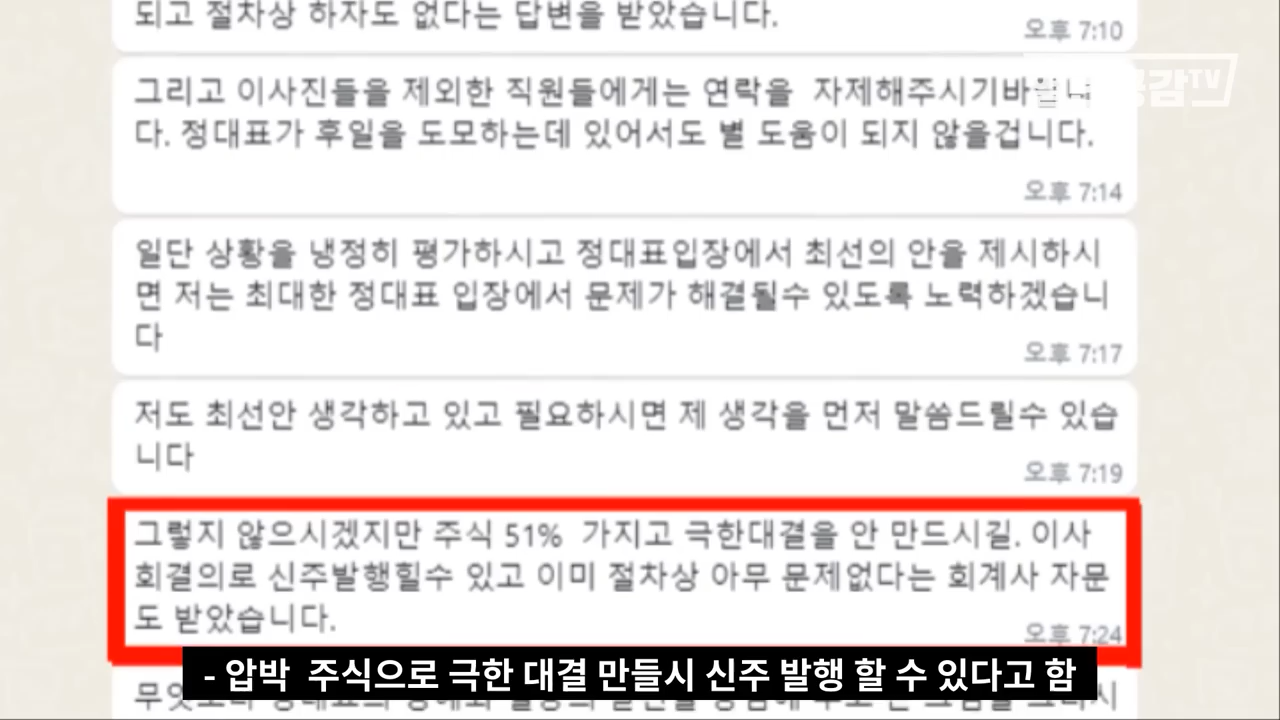 되고 절차상 하자도 없다는 답변을 받았습니다.
오후 7:10
그리고 이사진들을 제외한 직원들에게는 연락을 자제해주시기바랍니
다. 정대표가 후일을 도모하는데 있어서도 별 도움이 되지 않을겁니다.
오후 7:14
일단 상황을 냉정히 평가하시고 정대표입장에서 최선의 안을 제시하시
면 저는 최대한 정대표 입장에서 문제가 해결될수 있도록 노력하겠습니
다
오후 7:17
저도 최선안 생각하고 있고 필요하시면 제 생각을 먼저 말씀드릴수 있습
니다
오후 7:19
그렇지 않으시겠지만 주식 51% 가지고 극한대결을 안 만드시길. 이사
회결의로 신주발행힐수 있고 이미 절차상 아무 문제없다는 회계사 자문
도 받았습니다.
오후 7:24
- 압박 주식으로 극한 대결 만들시 신주 발행 할 수 있다고 함